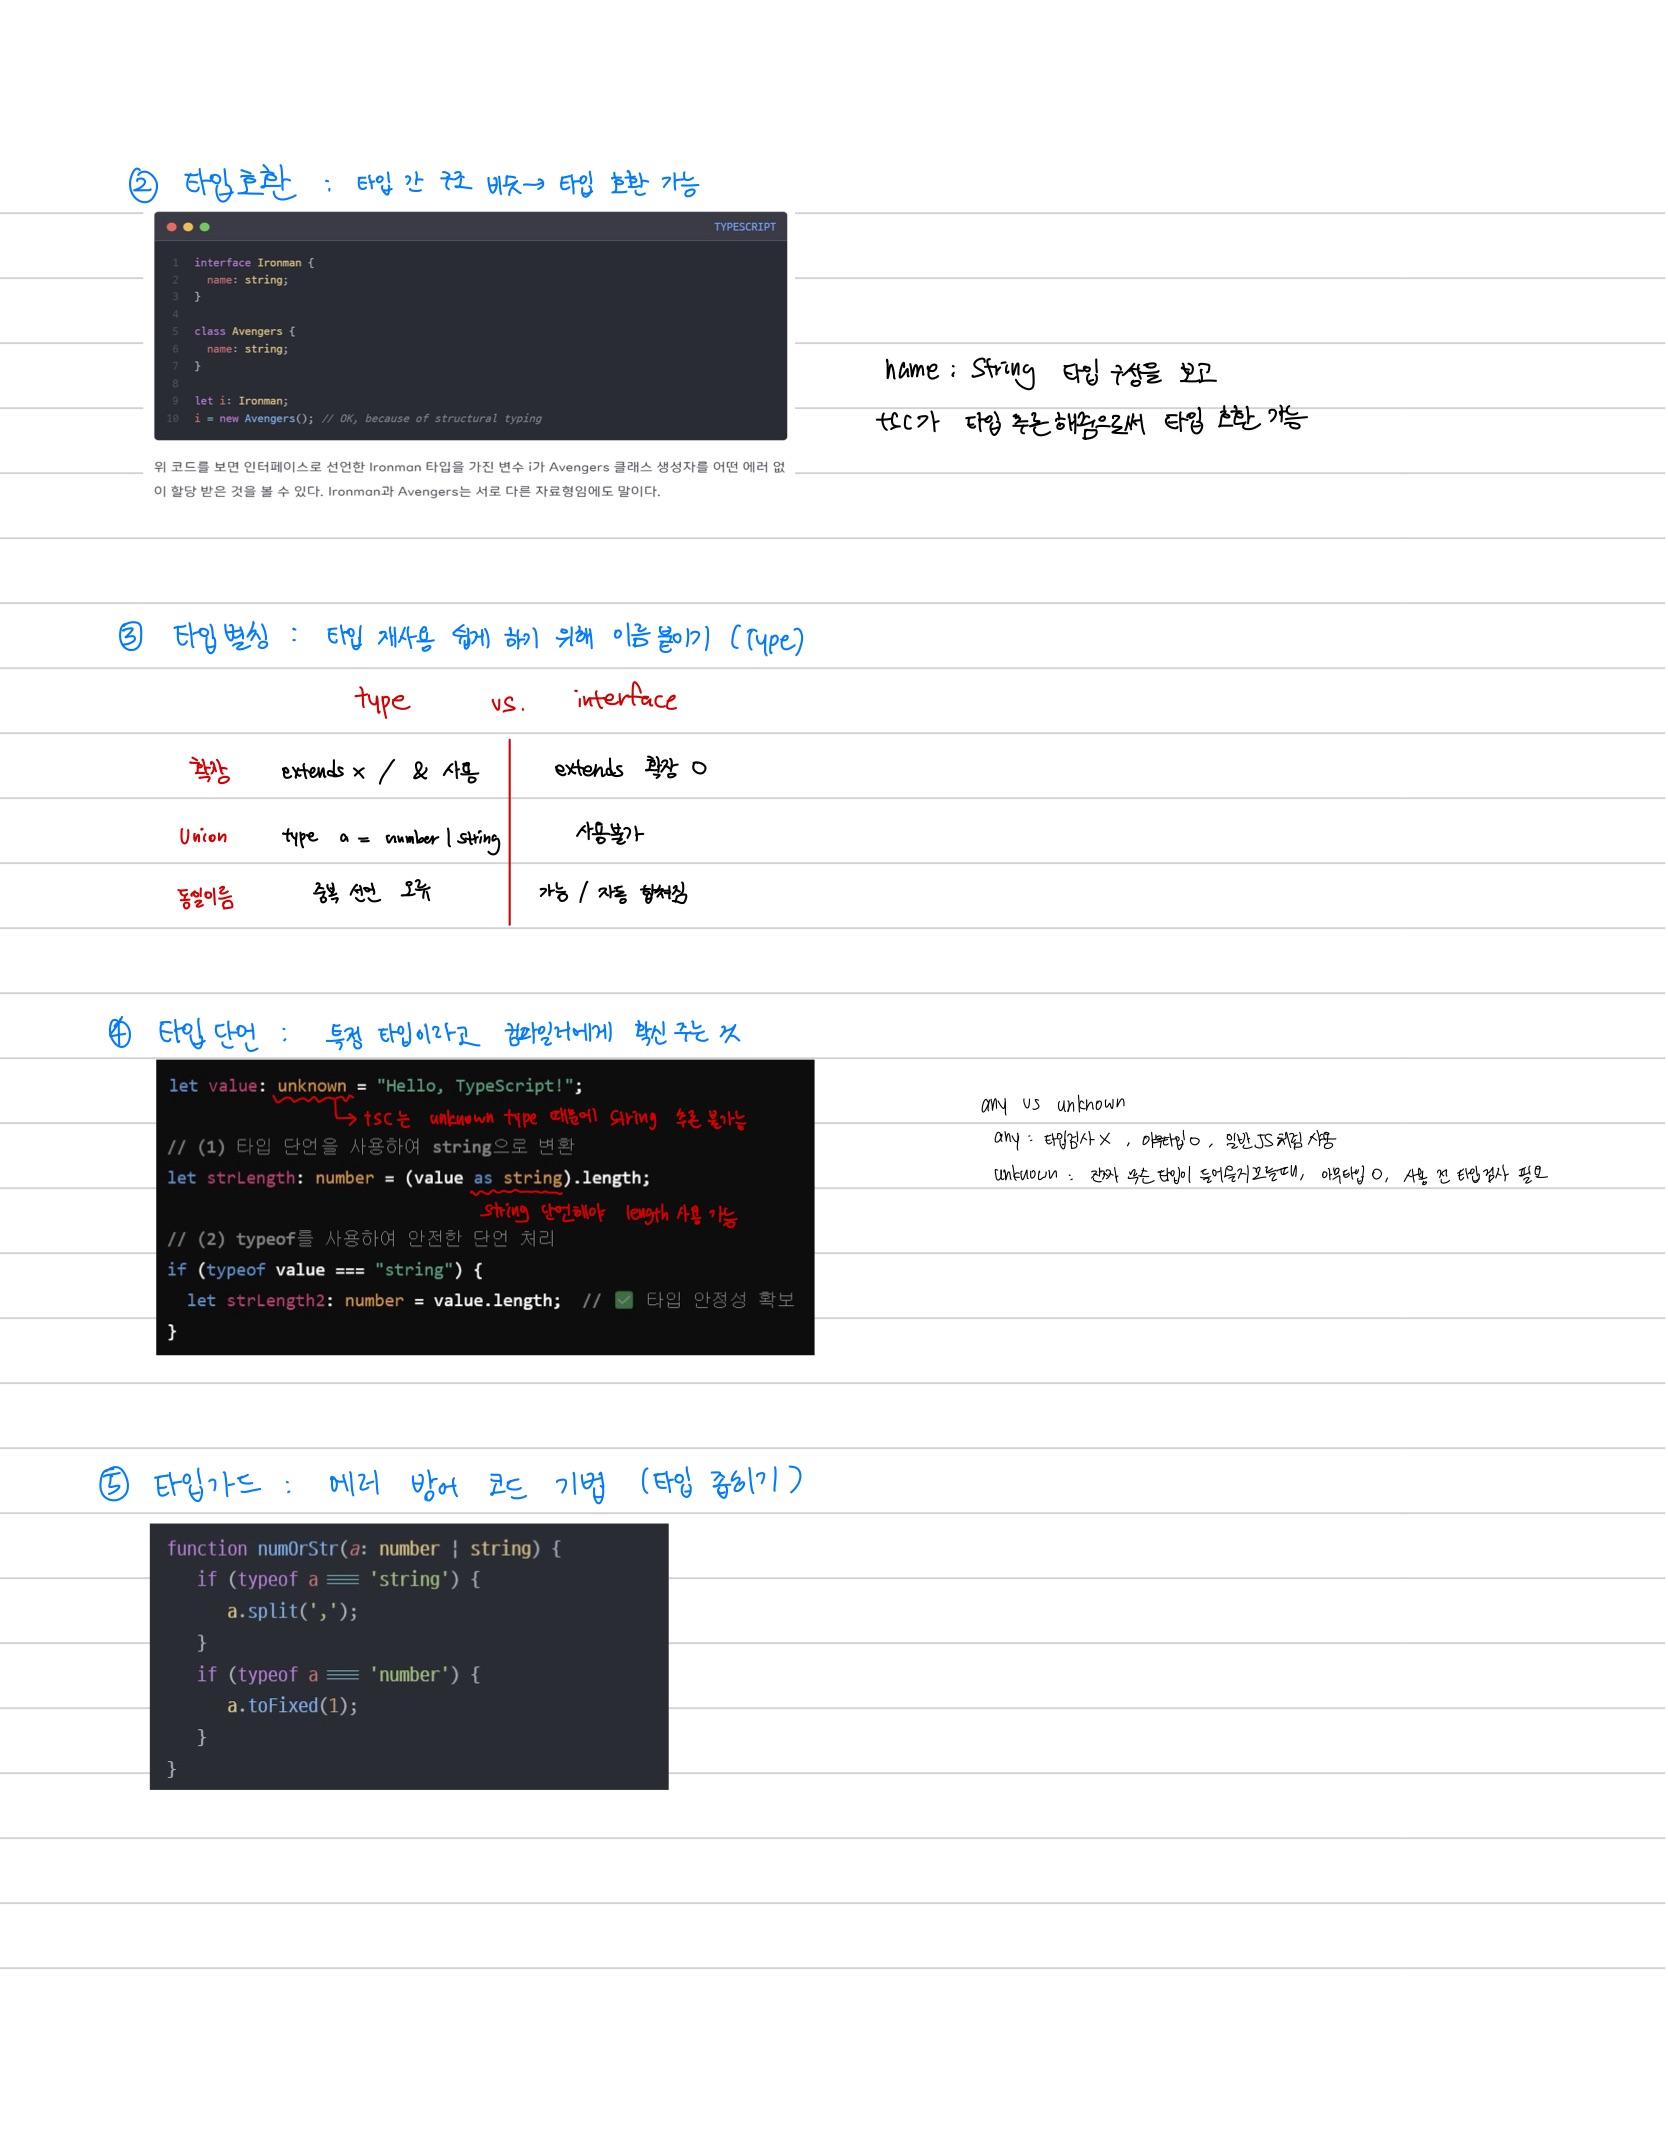 ② 타입호환 : 타입 간 구조 비슷→ 타입 호환 가능
TYPESCRIPT
1 interface Ironman {
2 name: string;
3 }
4
5 class Avengers {
6 name: string;
7 }
8
9 let i: Ironman;
10 i = new Avengers(); // OK, because of structural typing
name : String 타입 구상을 보고
tsc가 타입 추론해줌으로써 타입 호환 가능
위 코드를 보면 인터페이스로 선언한 Ironman 타입을 가진 변수 i가 Avengers 클래스 생성자를 어떤 에러 없
이 할당 받은 것을 볼 수 있다. Ironman과 Avengers는 서로 다른 자료형임에도 말이다.
③ 타입별칭 : 타입 재사용 쉽게 하기 위해 이름 붙이기 (Type)
type vs. interface
확장 extends x / & 사용 extends 확장 O
Union type a = number | string 사용불가
동일이름 중복 선언 오류 가능 / 자동 합쳐짐
④ 타입 단언 : 특정 타입이라고 컴파일러에게 확신 주는 것
let value: unknown = "Hello, TypeScript!";
→ tsc는 unknown type 때문에 String 추론 불가능
// (1) 타입 단언을 사용하여 string으로 변환
let strLength: number = (value as string).length;
string 단언해야 length 사용 가능
// (2) typeof를 사용하여 안전한 단언 처리
if (typeof value === "string") {
let strLength2: number = value.length; // ✅ 타입 안정성 확보
}
any vs unknown
any : 타입검사 X , 아무타입 O , 일반 JS처럼 사용
unknown : 진짜 무슨 타입이 들어올지모를때, 아무타입 O, 사용 전 타입검사 필요
⑤ 타입가드 : 에러 방어 코드 기법 (타입 좁히기)
function numOrStr(a: number | string) {
if (typeof a === 'string') {
a.split(',');
}
if (typeof a === 'number') {
a.toFixed(1);
}
}